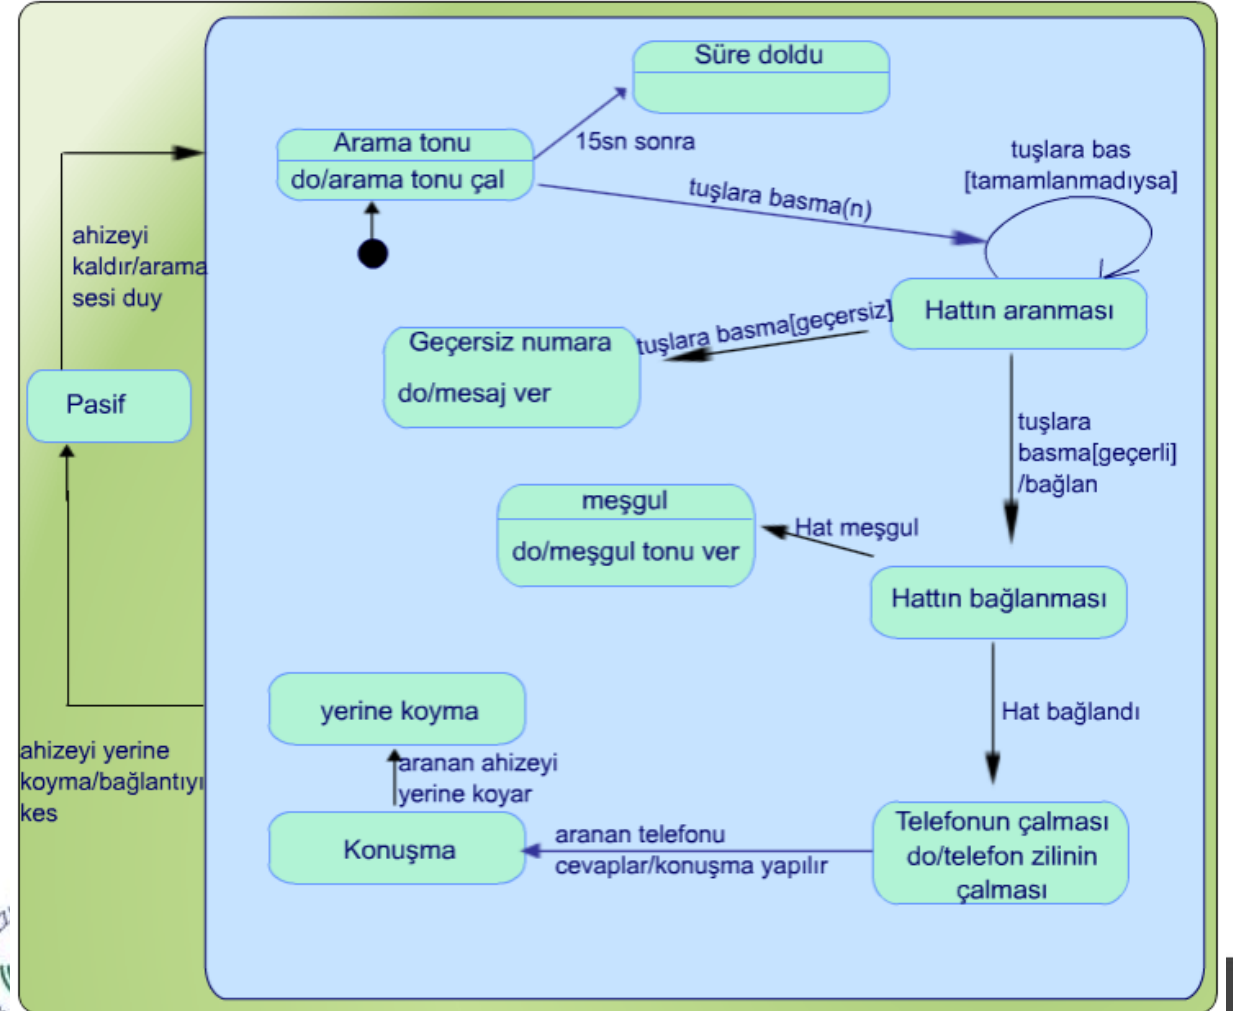 Süre doldu
Arama tonu
do/arama tonu çal
15sn sonra
tuşlara bas
[tamamlanmadıysa]
tuşlara basma(n)
ahizeyi
kaldır/arama
sesi duy
Hattın aranması
tuşlara basma[geçersiz]
Geçersiz numara
do/mesaj ver
Pasif
tuşlara
basma[geçerli]
/bağlan
meşgul
do/meşgul tonu ver
Hat meşgul
Hattın bağlanması
yerine koyma
Hat bağlandı
ahizeyi yerine
koyma/bağlantıyı
kes
aranan ahizeyi
yerine koyar
Konuşma
aranan telefonu
cevaplar/konuşma yapılır
Telefonun çalması
do/telefon zilinin
çalması